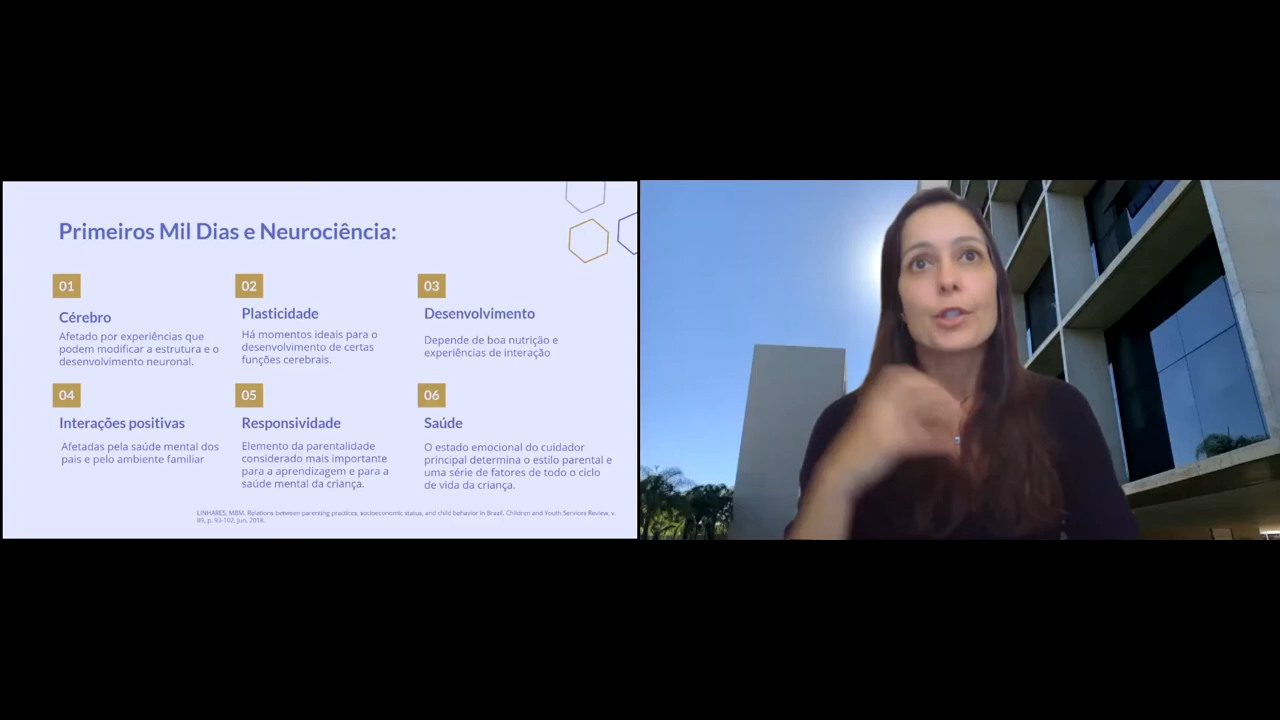 Primeiros Mil Dias e Neurociência:
01
Cérebro
Afetado por experiências que
podem modificar a estrutura e o
desenvolvimento neuronal.
02
Plasticidade
Há momentos ideais para o
desenvolvimento de certas
funções cerebrais.
03
Desenvolvimento
Depende de boa nutrição e
experiências de interação
04
Interações positivas
Afetadas pela saúde mental dos
pais e pelo ambiente familiar
05
Responsividade
Elemento da parentalidade
considerado mais importante
para a aprendizagem e para a
saúde mental da criança.
06
Saúde
O estado emocional do cuidador
principal determina o estilo parental e
uma série de fatores de todo o ciclo
de vida da criança.
LINHARES, MBM. Relations between parenting practices, socioeconomic status, and child behavior in Brasil. Children and Youth Services Review, v.
89, p. 93-102, Jun, 2018.